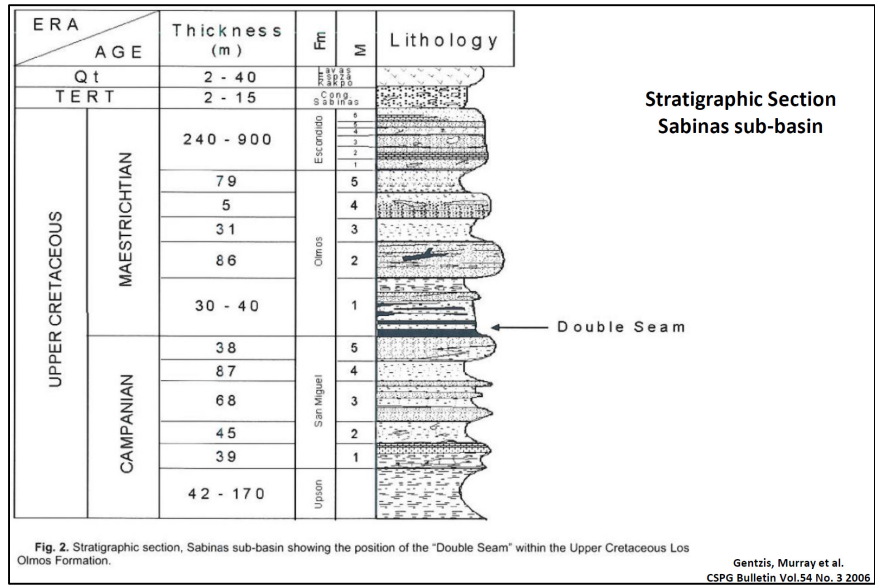 ERA
AGE
Thickness
(m)
Fm
M
Lithology
Stratigraphic Section
Sabinas sub-basin
Qt
2 - 40
Lavas
TERT
2 - 15
Cong.
Sabinas
UPPER CRETACEOUS
MAESTRICHTIAN
240 - 900
Escondido
6
5
4
3
2
1
79
5
5
4
31
3
Olmos
86
2
30 - 40
1
Double Seam
CAMPANIAN
38
5
87
4
San Miguel
68
3
45
2
39
1
42 - 170
Upson
Fig. 2. Stratigraphic section, Sabinas sub-basin showing the position of the “Double Seam” within the Upper Cretaceous Los
Olmos Formation.
Gentzis, Murray et al.
CSPG Bulletin Vol.54 No. 3 2006